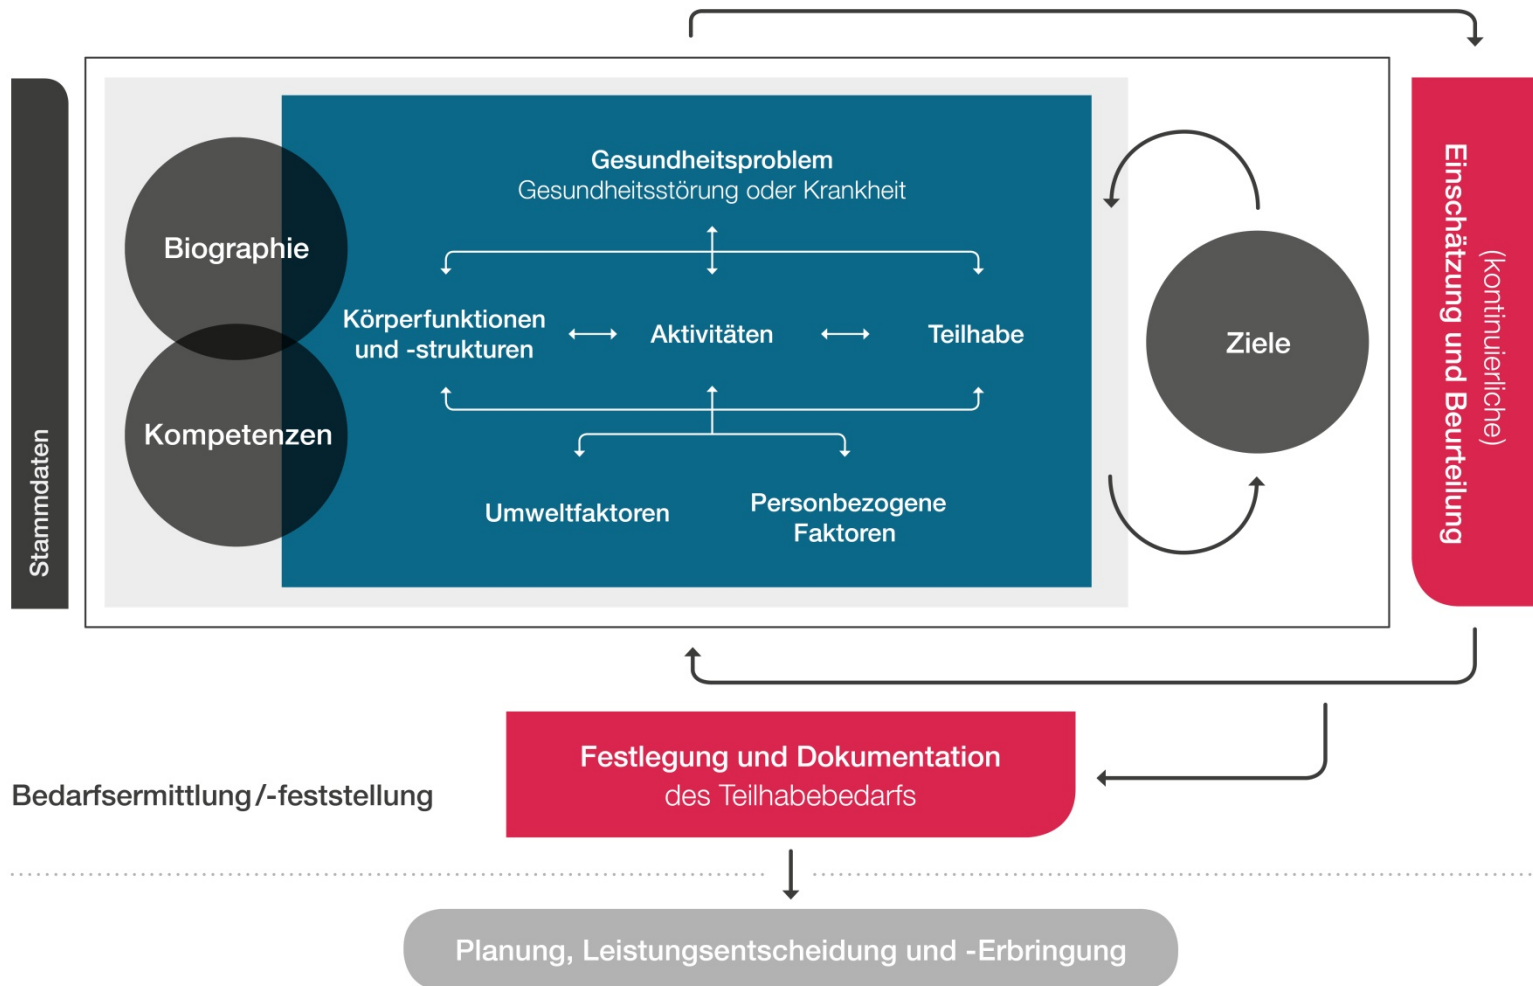 Stammdaten
Biographie
Kompetenzen
Gesundheitsproblem
Gesundheitsstörung oder Krankheit
Körperfunktionen
und -strukturen
Aktivitäten
Teilhabe
Umweltfaktoren
Personbezogene
Faktoren
Ziele
(kontinuierliche)
Einschätzung und Beurteilung
Festlegung und Dokumentation
des Teilhabebedarfs
Bedarfsermittlung/-feststellung
Planung, Leistungsentscheidung und -Erbringung